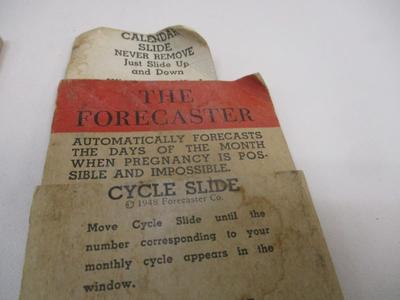 CALENDAR
SLIDE
NEVER REMOVE
Just Slide Up
and Down
THE
FORECASTER
AUTOMATICALLY FORECASTS
THE DAYS OF THE MONTH
WHEN PREGNANCY IS POS-
SIBLE AND IMPOSSIBLE.
CYCLE SLIDE
© 1948 Forecaster Co.
Move Cycle Slide until the
number corresponding to your
monthly cycle appears in the
window.